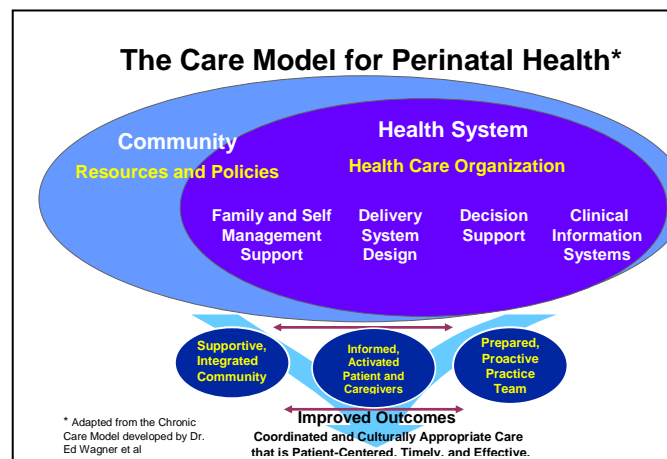 The Care Model for Perinatal Health*
Community
Resources and Policies
Health System
Health Care Organization
Family and Self
Management
Support
Delivery
System
Design
Decision
Support
Clinical
Information
Systems
Supportive,
Integrated
Community
Informed,
Activated
Patient and
Caregivers
Prepared,
Proactive
Practice
Team
Improved Outcomes
Coordinated and Culturally Appropriate Care
that is Patient-Centered, Timely, and Effective,
* Adapted from the Chronic
Care Model developed by Dr.
Ed Wagner et al